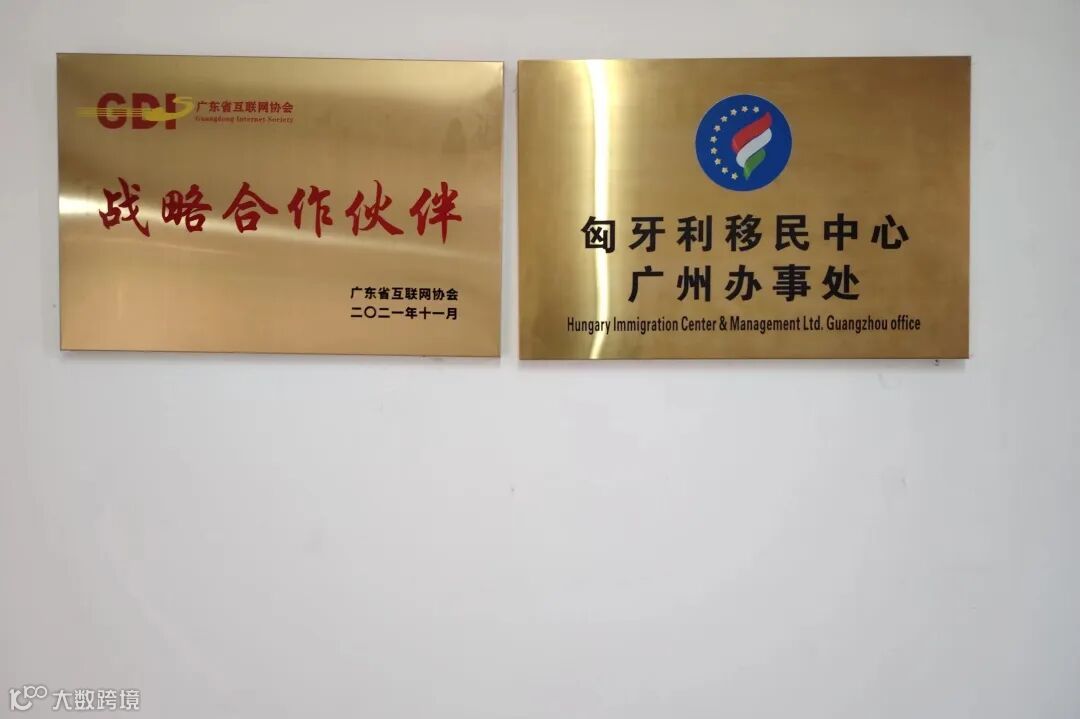 GDIS
广东省互联网协会
Guangdong Internet Society
战略合作伙伴
广东省互联网协会
二〇二一年十一月
匈牙利移民中心
广州办事处
Hungary Immigration Center & Management Ltd. Guangzhou office
大数跨境